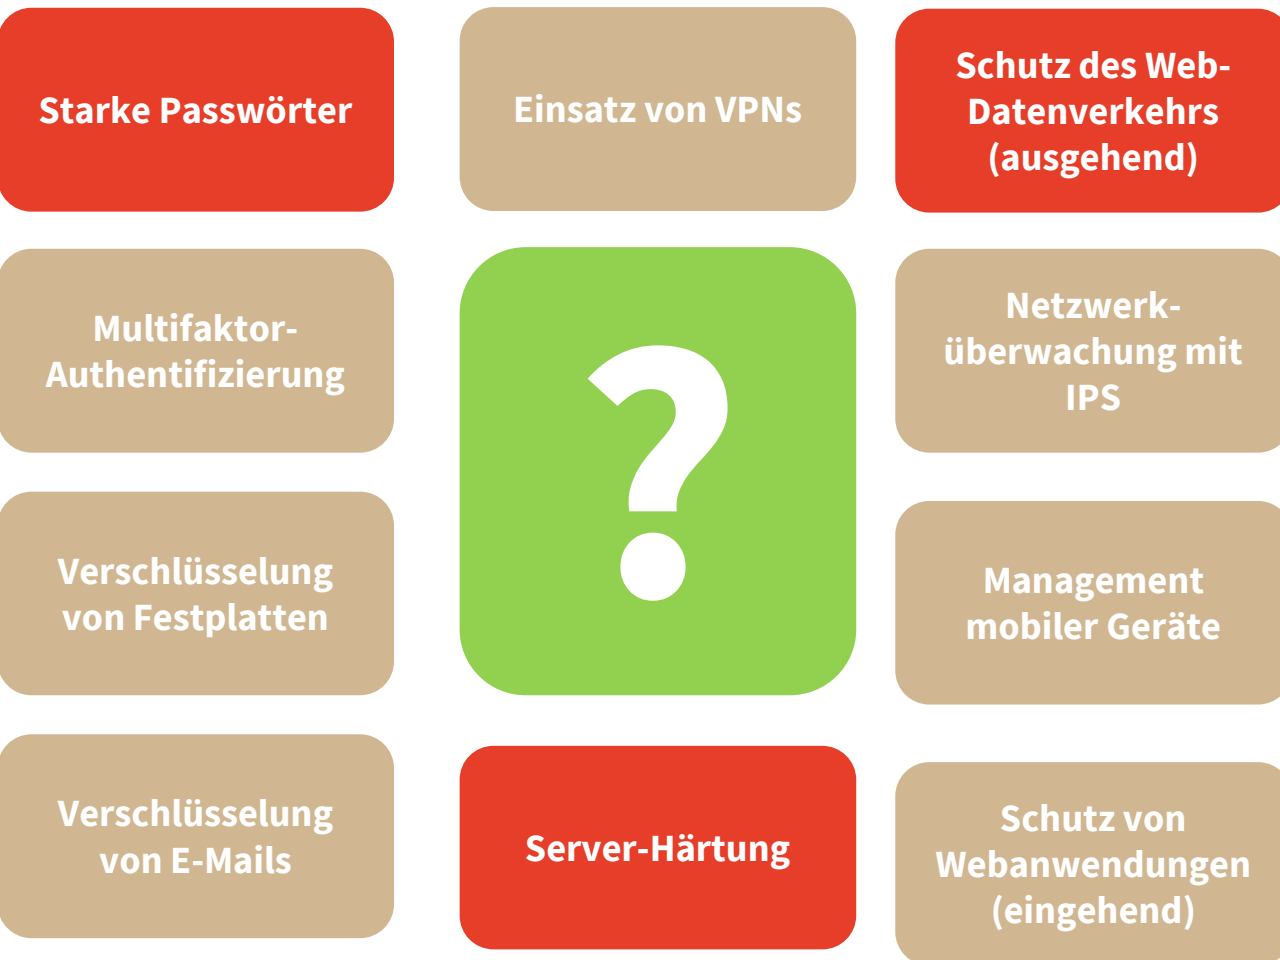 Starke Passwörter
Einsatz von VPNs
Schutz des Web-
Datenverkehrs
(ausgehend)
Multifaktor-
Authentifizierung
?
Netzwerk-
überwachung mit
IPS
Verschlüsselung
von Festplatten
Management
mobiler Geräte
Verschlüsselung
von E-Mails
Server-Härtung
Schutz von
Webanwendungen
(eingehend)